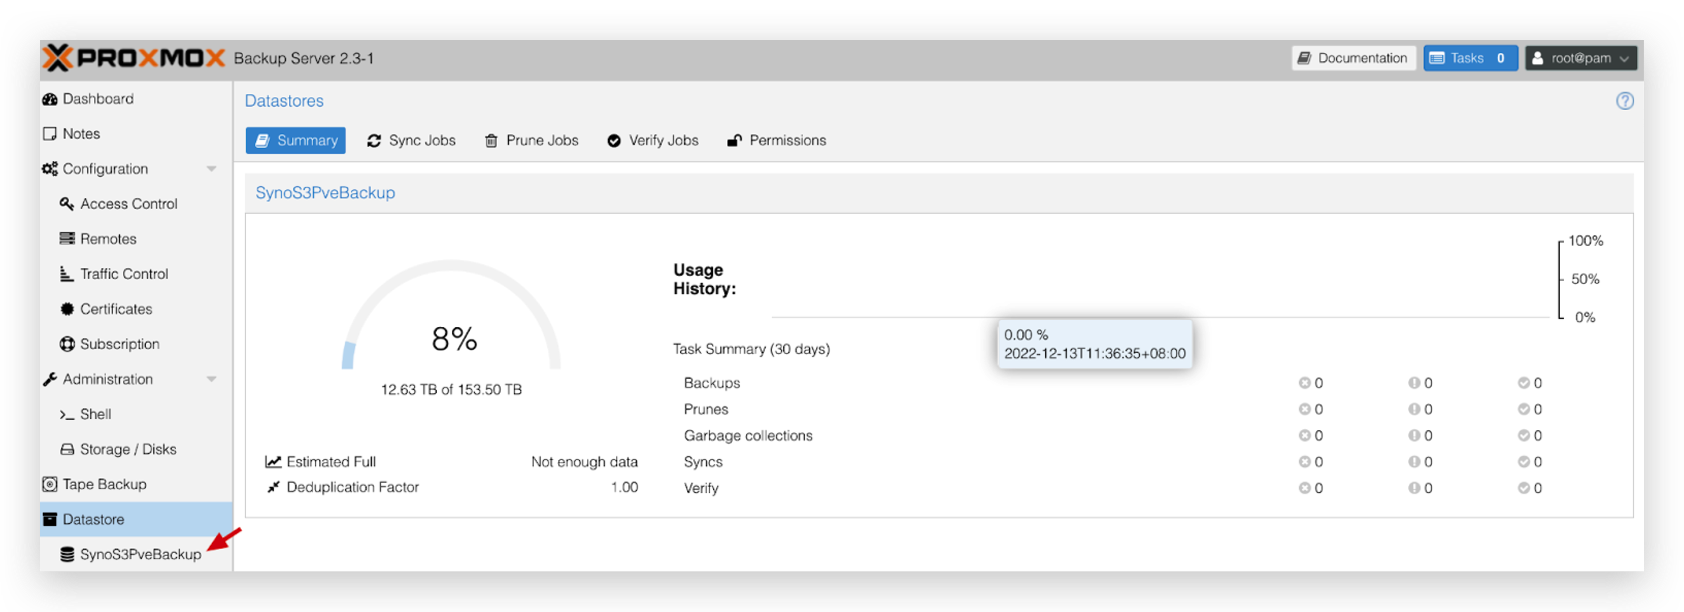 PROXMOX Backup Server 2.3-1
Documentation
Tasks 0
root@pam
Dashboard
Notes
Configuration
Access Control
Remotes
Traffic Control
Certificates
Subscription
Administration
>_ Shell
Storage / Disks
Tape Backup
Datastore
SynoS3PveBackup
Datastores
?
Summary
Sync Jobs
Prune Jobs
Verify Jobs
Permissions
SynoS3PveBackup
8%
12.63 TB of 153.50 TB
Estimated Full Not enough data
Deduplication Factor 1.00
Usage
History:
100%
50%
0%
0.00 %
2022-12-13T11:36:35+08:00
Task Summary (30 days)
Backups 0 0 0
Prunes 0 0 0
Garbage collections 0 0 0
Syncs 0 0 0
Verify 0 0 0